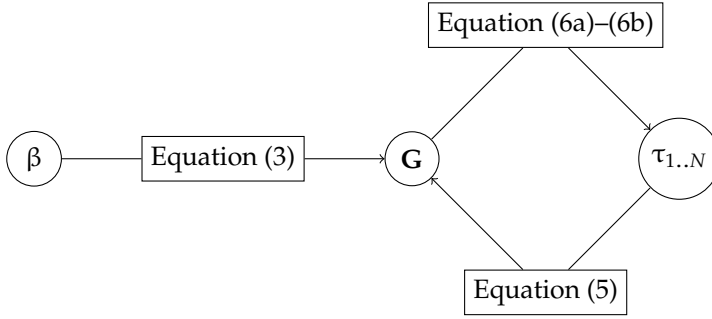 Equation (6a)–(6b)
β
Equation (3)
G
τ1..N
Equation (5)